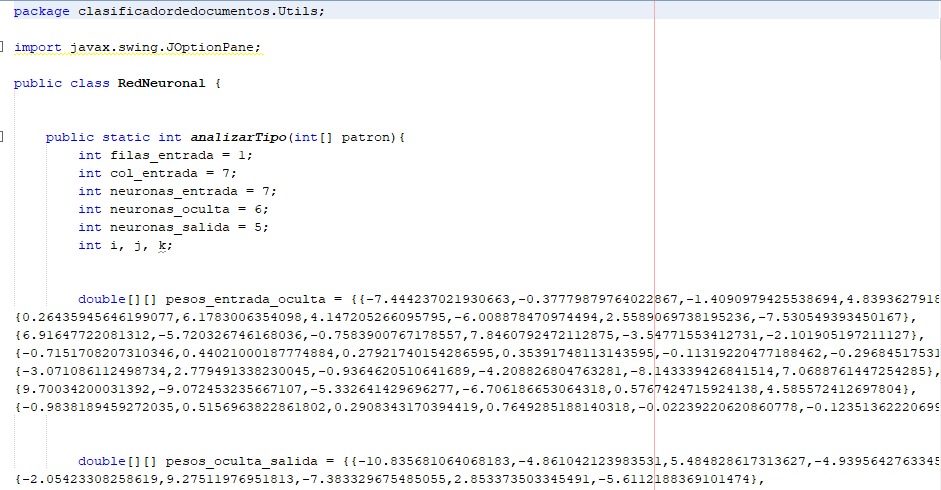 package clasificadordedocumentos.Utils;
import javax.swing.JOptionPane;
public class RedNeuronal {
public static int analizarTipo(int[] patron){
int filas_entrada = 1;
int col_entrada = 7;
int neuronas_entrada = 7;
int neuronas_oculta = 6;
int neuronas_salida = 5;
int i, j, k;
double[][] pesos_entrada_oculta = {{-7.444237021930663,-0.37779879764022867,-1.4090979425538694,4.8393627918
{0.26435945646199077,6.1783006354098,4.147205266095795,-6.008878470974494,2.5589069738195236,-7.530549393450167},
{6.91647722081312,-5.720326746168036,-0.7583900767178557,7.8460792472112875,-3.54771553412731,-2.101905197211127},
{-0.7151708207310346,0.44021000187774884,0.27921740154286595,0.35391748113143595,-0.11319220477188462,-0.2968451753​1
{-3.071086112498734,2.779491338230045,-0.9364620510641689,-4.208826804763281,-8.143339426841514,7.0688761447254285},
{9.70034200031392,-9.072453235667107,-5.332641429696277,-6.706186653064318,0.5767424715924138,4.585572412697804},
{-0.9838189459272035,0.5156963822861802,0.2908343170394419,0.7649285188140318,-0.02239220620860778,-0.12351362220699
double[][] pesos_oculta_salida = {{-10.835681064068183,-4.861042123983531,5.484828617313627,-4.9395642763345
{-2.05423308258619,9.27511976951813,-7.383329675485055,2.853373503345491,-5.6112188369101474},